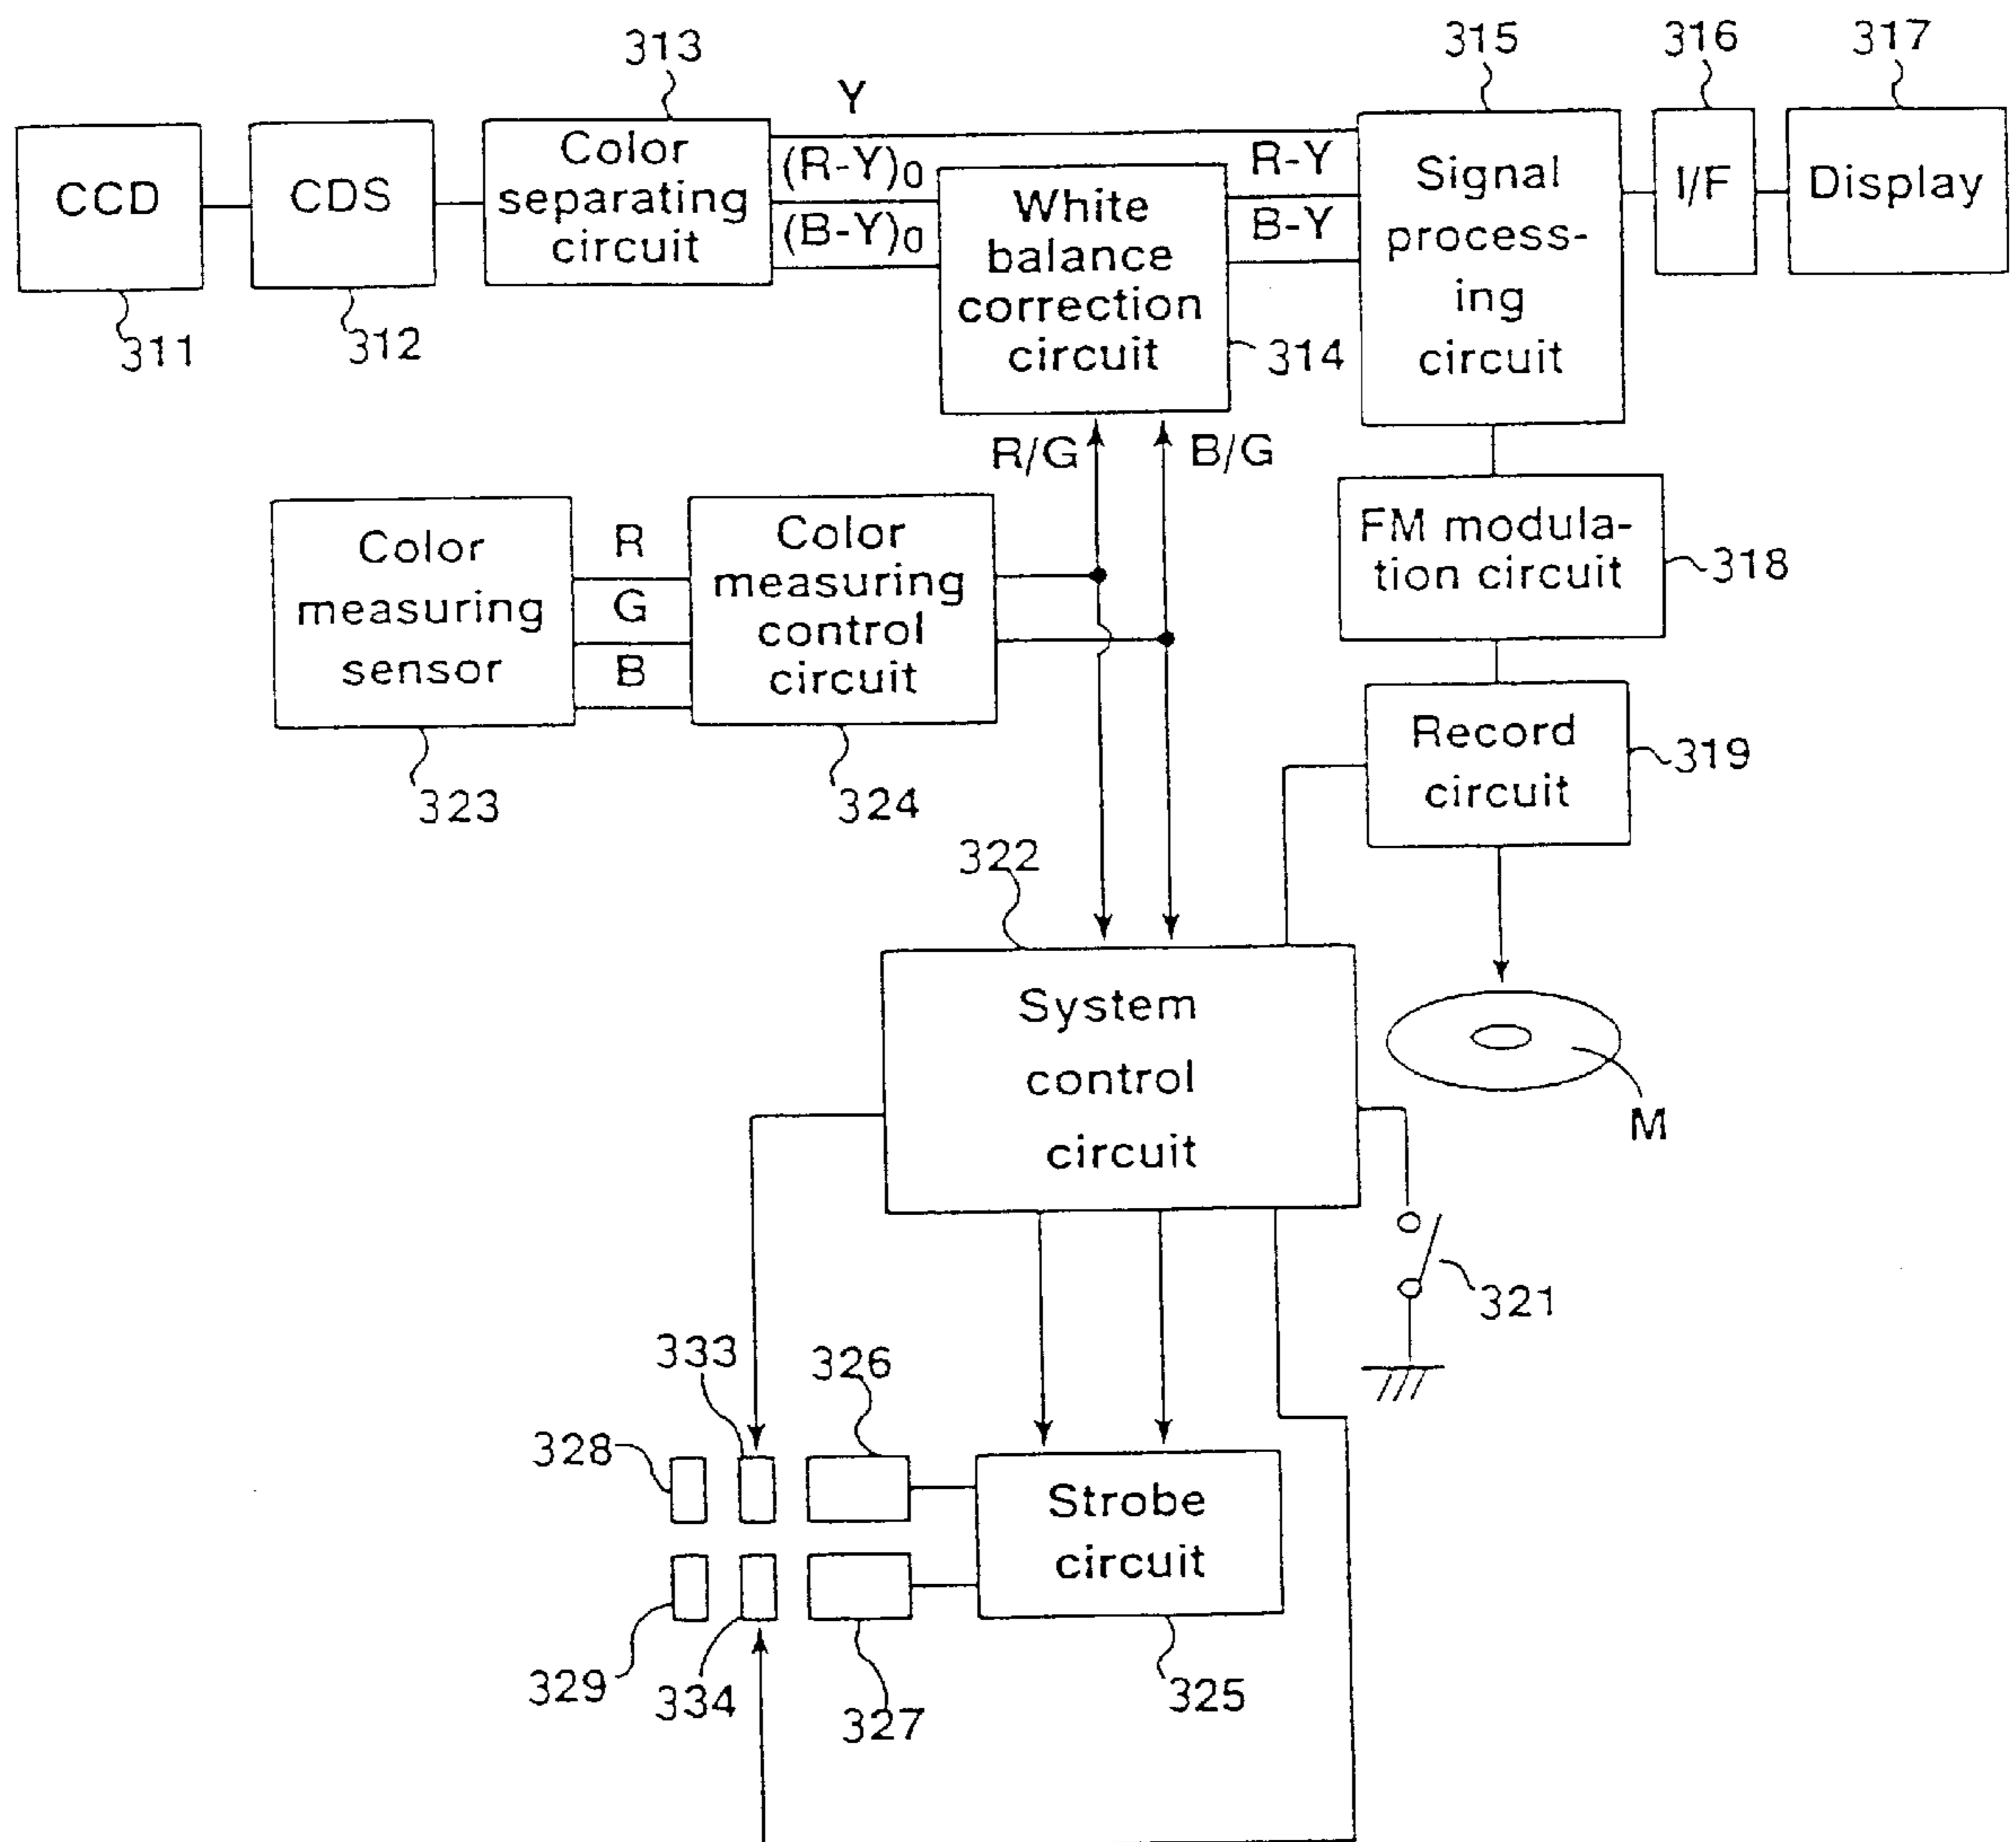 313
315
316
317
Y
CCD
CDS
Color
separating
circuit
(R-Y)0
(B-Y)0
White
balance
correction
circuit
R-Y
B-Y
Signal
process-
ing
circuit
I/F
Display
311
312
314
R/G
B/G
Color
measuring
sensor
R
G
B
Color
measuring
control
circuit
FM modula-
tion circuit
318
323
324
Record
circuit
319
322
System
control
circuit
M
321
333
326
328
Strobe
circuit
329
334
327
325